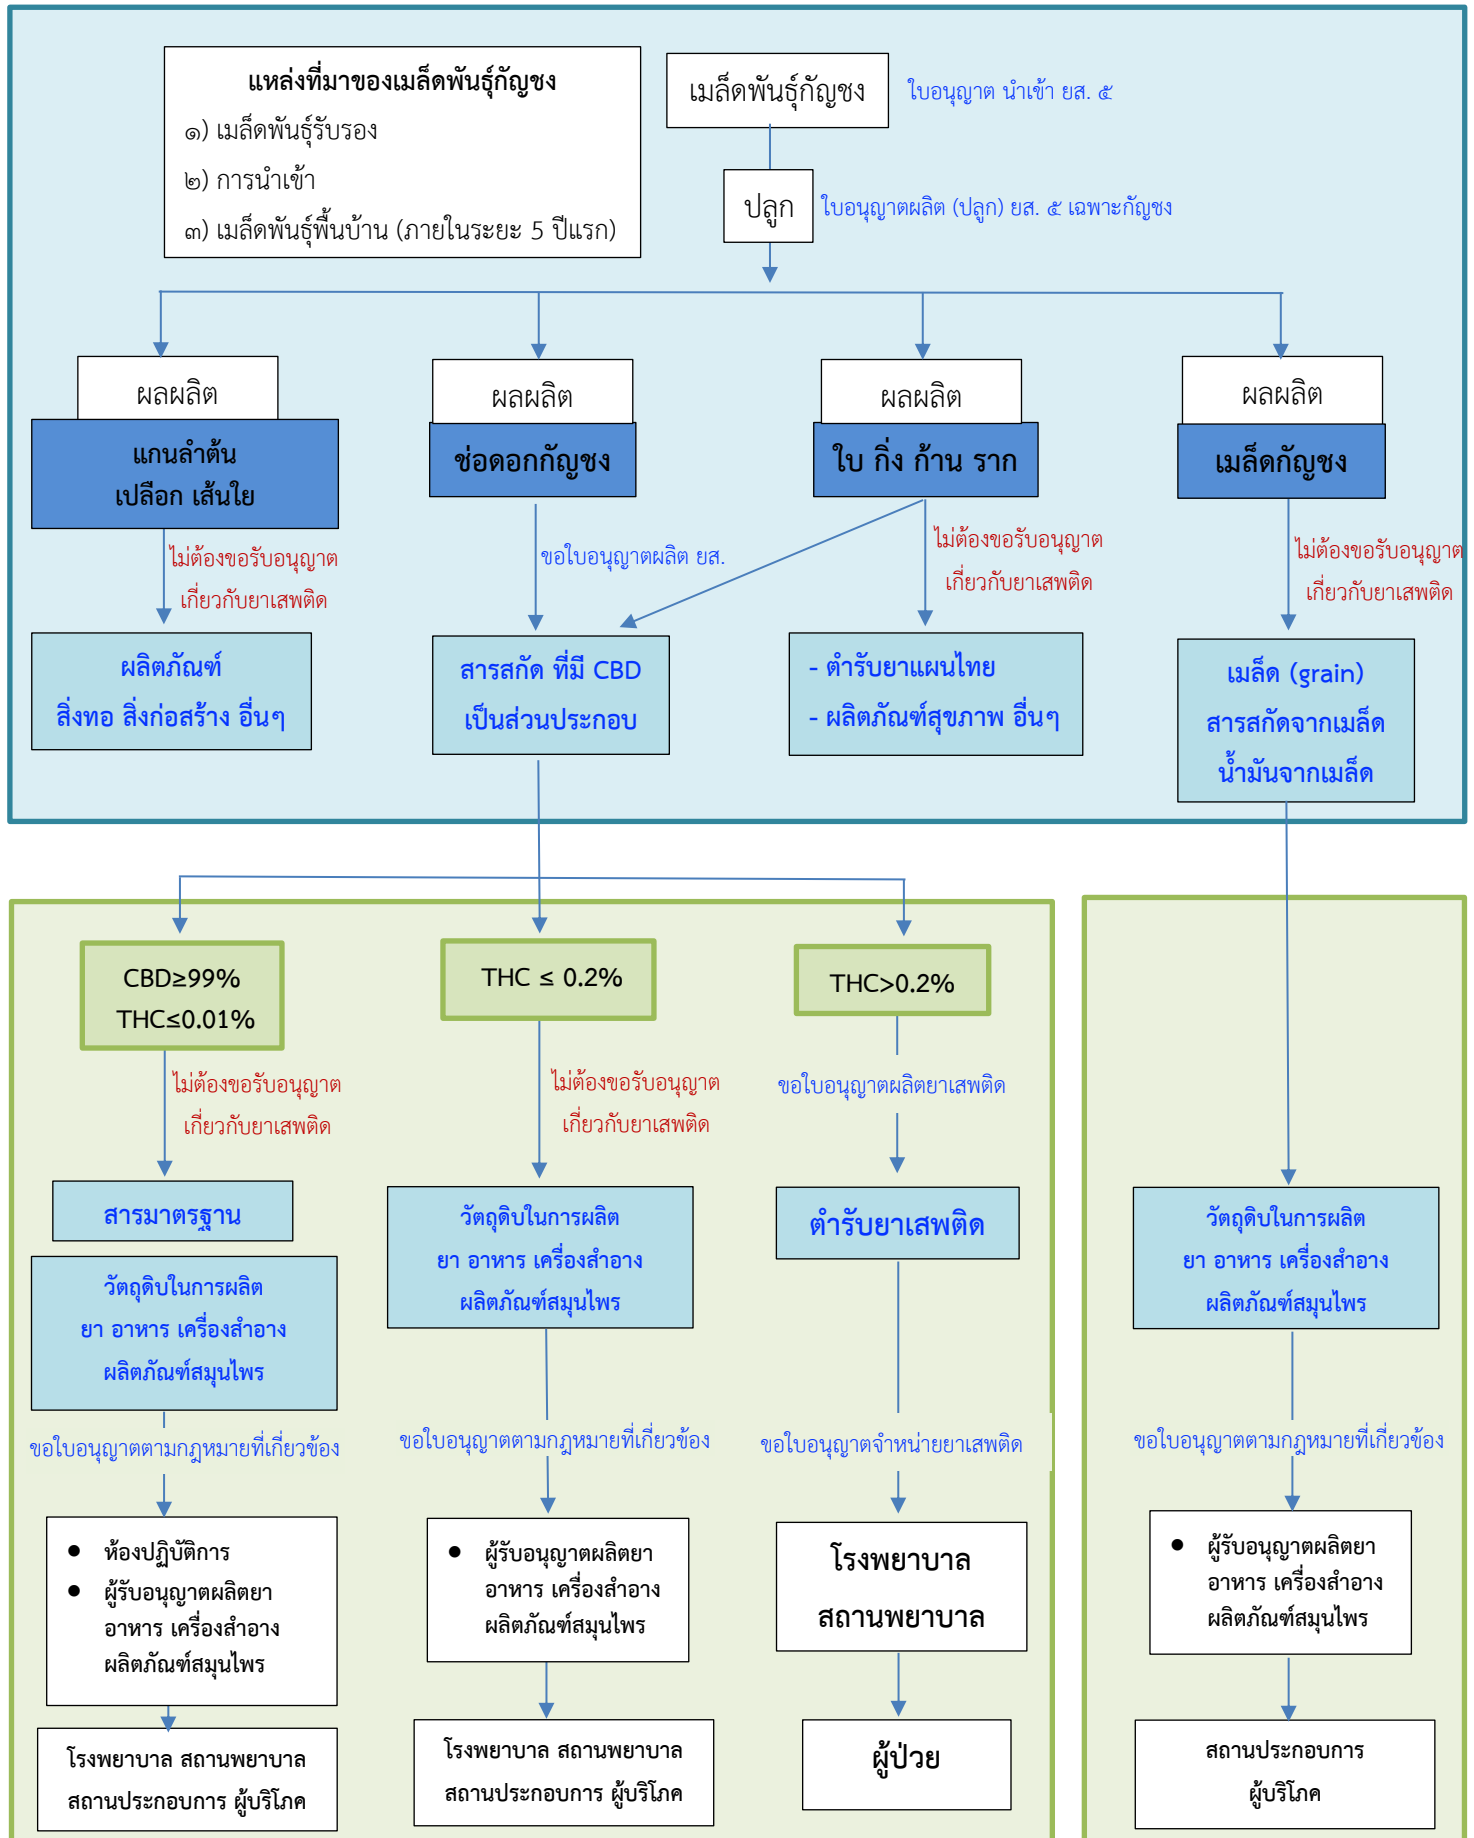 แหล่งที่มาของเมล็ดพันธุ์กัญชง
๑) เมล็ดพันธุ์รับรอง
๒) การนำเข้า
๓) เมล็ดพันธุ์พื้นบ้าน (ภายในระยะ 5 ปีแรก)
เมล็ดพันธุ์กัญชง
ใบอนุญาต นำเข้า ยส. ๕
ปลูก
ใบอนุญาตผลิต (ปลูก) ยส. ๕ เฉพาะกัญชง
ผลผลิต
แกนลำต้น
เปลือก เส้นใย
ผลผลิต
ช่อดอกกัญชง
ผลผลิต
ใบ กิ่ง ก้าน ราก
ผลผลิต
เมล็ดกัญชง
ไม่ต้องขอรับอนุญาต
เกี่ยวกับยาเสพติด
ขอใบอนุญาตผลิต ยส.
ไม่ต้องขอรับอนุญาต
เกี่ยวกับยาเสพติด
ไม่ต้องขอรับอนุญาต
เกี่ยวกับยาเสพติด
ผลิตภัณฑ์
สิ่งทอ สิ่งก่อสร้าง อื่นๆ
สารสกัด ที่มี CBD
เป็นส่วนประกอบ
- ตำรับยาแผนไทย
- ผลิตภัณฑ์สุขภาพ อื่นๆ
เมล็ด (grain)
สารสกัดจากเมล็ด
น้ำมันจากเมล็ด
CBD≥99%
THC≤0.01%
THC ≤ 0.2%
THC>0.2%
ไม่ต้องขอรับอนุญาต
เกี่ยวกับยาเสพติด
ไม่ต้องขอรับอนุญาต
เกี่ยวกับยาเสพติด
ขอใบอนุญาตผลิตยาเสพติด
สารมาตรฐาน
วัตถุดิบในการผลิต
ยา อาหาร เครื่องสำอาง
ผลิตภัณฑ์สมุนไพร
วัตถุดิบในการผลิต
ยา อาหาร เครื่องสำอาง
ผลิตภัณฑ์สมุนไพร
ตำรับยาเสพติด
วัตถุดิบในการผลิต
ยา อาหาร เครื่องสำอาง
ผลิตภัณฑ์สมุนไพร
ขอใบอนุญาตตามกฎหมายที่เกี่ยวข้อง
ขอใบอนุญาตตามกฎหมายที่เกี่ยวข้อง
ขอใบอนุญาตจำหน่ายยาเสพติด
ขอใบอนุญาตตามกฎหมายที่เกี่ยวข้อง
● ห้องปฏิบัติการ
● ผู้รับอนุญาตผลิตยา
อาหาร เครื่องสำอาง
ผลิตภัณฑ์สมุนไพร
● ผู้รับอนุญาตผลิตยา
อาหาร เครื่องสำอาง
ผลิตภัณฑ์สมุนไพร
โรงพยาบาล
สถานพยาบาล
● ผู้รับอนุญาตผลิตยา
อาหาร เครื่องสำอาง
ผลิตภัณฑ์สมุนไพร
โรงพยาบาล สถานพยาบาล
สถานประกอบการ ผู้บริโภค
โรงพยาบาล สถานพยาบาล
สถานประกอบการ ผู้บริโภค
ผู้ป่วย
สถานประกอบการ
ผู้บริโภค